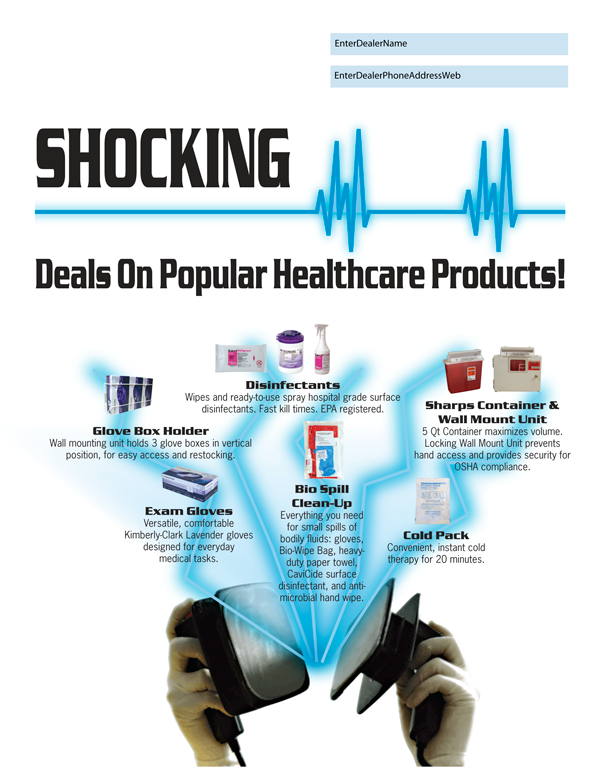 EnterDealerName
EnterDealerPhoneAddressWeb
SHOCKING
Deals On Popular Healthcare Products!
Disinfectants
Wipes and ready-to-use spray hospital grade surface
disinfectants. Fast kill times. EPA registered.
Glove Box Holder
Wall mounting unit holds 3 glove boxes in vertical
position, for easy access and restocking.
Sharps Container &
Wall Mount Unit
5 Qt Container maximizes volume.
Locking Wall Mount Unit prevents
hand access and provides security for
OSHA compliance.
Exam Gloves
Versatile, comfortable
Kimberly-Clark Lavender gloves
designed for everyday
medical tasks.
Bio Spill
Clean-Up
Everything you need
for small spills of
bodily fluids: gloves,
Bio-Wipe Bag, heavy-
duty paper towel,
CaviCide surface
disinfectant, and anti-
microbial hand wipe.
Cold Pack
Convenient, instant cold
therapy for 20 minutes.